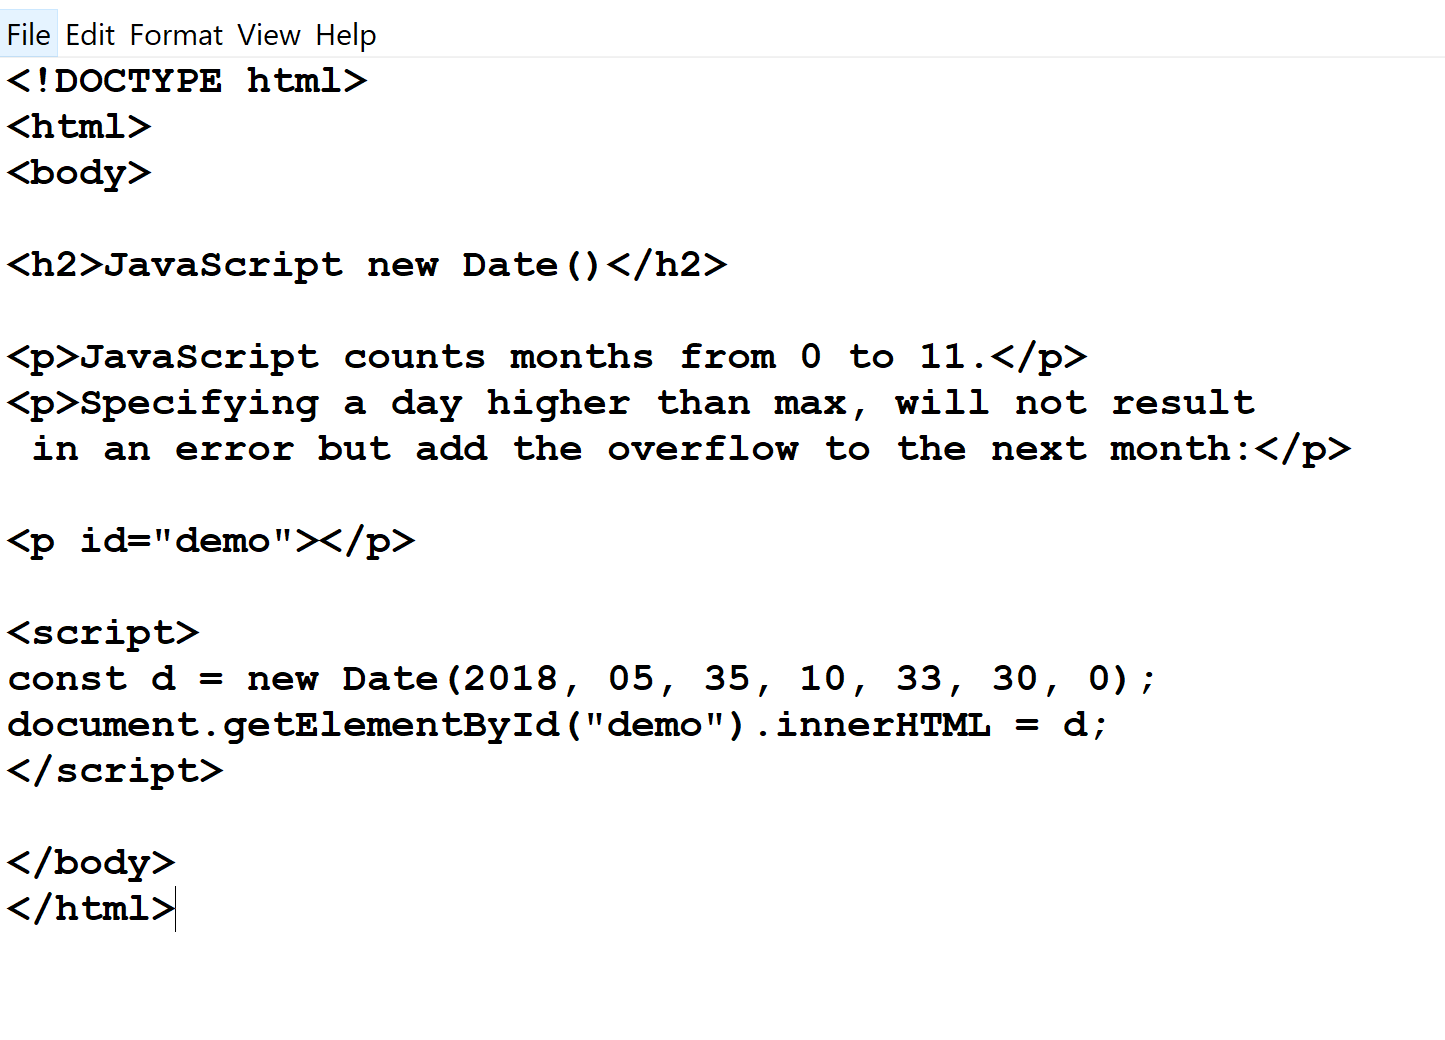 File Edit Format View Help
<!DOCTYPE html>
<html>
<body>
<h2>JavaScript new Date()</h2>
<p>JavaScript counts months from 0 to 11.</p>
<p>Specifying a day higher than max, will not result
in an error but add the overflow to the next month:</p>
<p id="demo"></p>
<script>
const d = new Date(2018, 05, 35, 10, 33, 30, 0);
document.getElementById("demo").innerHTML = d;
</script>
</body>
</html>